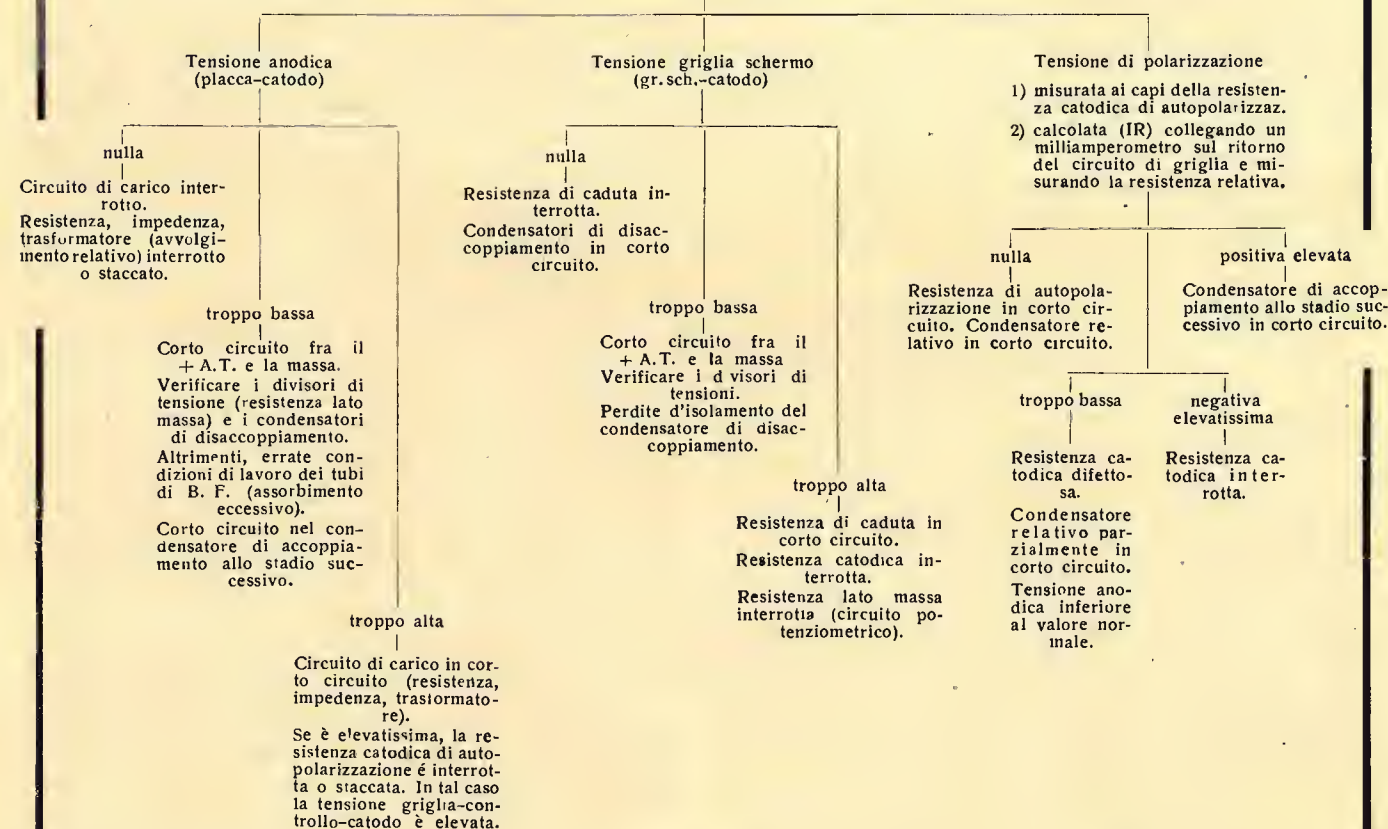 Tensione anodica
(placca-catodo)
nulla
Circuito di carico inter-
rotto.
Resistenza, impedenza,
trasformatore (avvolgi-
mento relativo) interrotto
o staccato.
troppo bassa
Corto circuito fra il
+ A.T. e la massa.
Verificare i divisori di
tensione (resistenza lato
massa) e i condensatori
di disaccoppiamento.
Altrimenti, errate con-
dizioni di lavoro dei tubi
di B. F. (assorbimento
eccessivo).
Corto circuito nel con-
densatore di accoppia-
mento allo stadio suc-
cessivo.
troppo alta
Circuito di carico in cor-
to circuito (resistenza,
impedenza, trasformato-
re).
Se è elevatissima, la re-
sistenza catodica di auto-
polarizzazione é interrot-
ta o staccata. In tal caso
la tensione griglia-con-
trollo-catodo è elevata.
Tensione griglia schermo
(gr. sch.-catodo)
nulla
Resistenza di caduta in-
terrotta.
Condensatori di disac-
coppiamento in corto
circuito.
troppo bassa
Corto circuito fra il
+ A.T. e la massa
Verificare i d visori di
tensioni.
Perdite d'isolamento del
condensatore di disac-
coppiamento.
troppo alta
Resistenza di caduta in
corto circuito.
Resistenza catodica in-
terrotta.
Resistenza lato massa
interrotta (circuito po-
tenziometrico).
Tensione di polarizzazione
1) misurata ai capi della resisten-
za catodica di autopolarizzaz.
2) calcolata (IR) collegando un
milliamperometro sul ritorno
del circuito di griglia e mi-
surando la resistenza relativa.
nulla
Resistenza di autopola-
rizzazione in corto cir-
cuito. Condensatore re-
lativo in corto circuito.
positiva elevata
Condensatore di accop-
piamento allo stadio suc-
cessivo in corto circuito.
troppo bassa
Resistenza ca-
todica difetto-
sa.
Condensatore
relativo par-
zialmente in
corto circuito.
Tensione ano-
dica inferiore
al valore nor-
male.
negativa
elevatissima
Resistenza ca-
todica inter-
rotta.